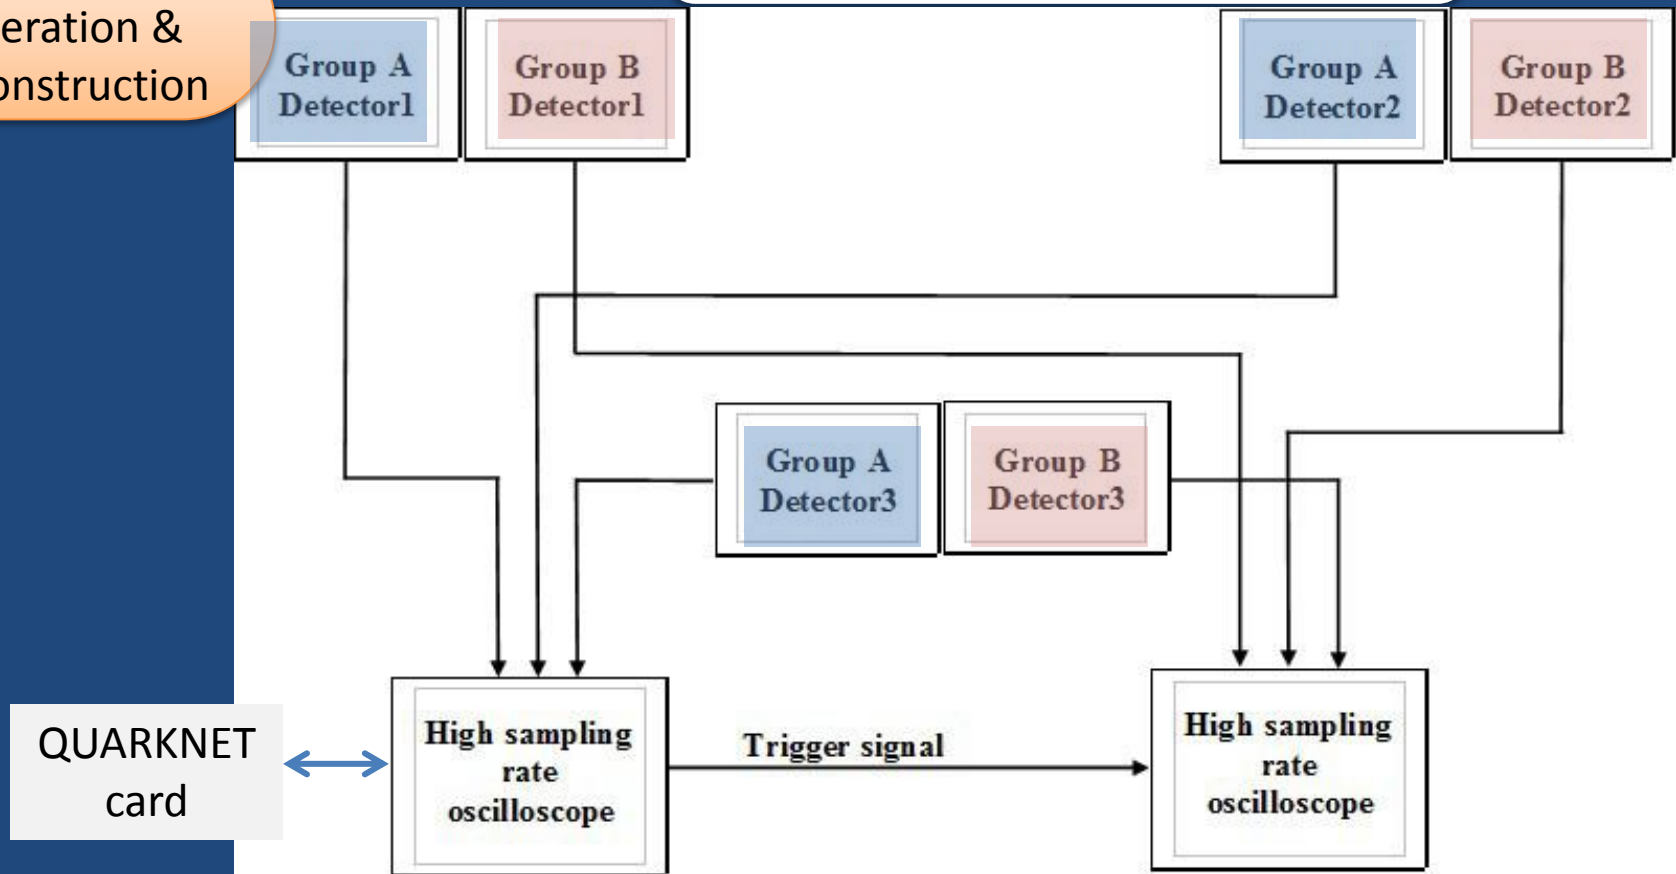 eration &
onstruction
Group A
Detector1
Group B
Detector1
Group A
Detector2
Group B
Detector2
Group A
Detector3
Group B
Detector3
QUARKNET
card
High sampling
rate
oscilloscope
Trigger signal
High sampling
rate
oscilloscope